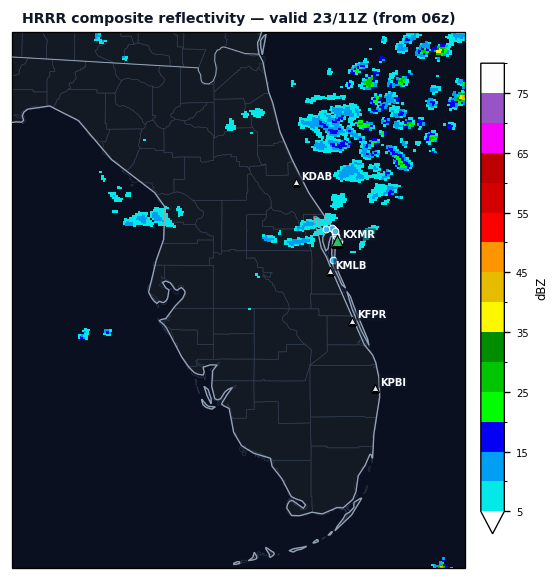 HRRR composite reflectivity — valid 23/11Z (from 06z)
KDAB
KXMR
KMLB
KFPR
KPBI
75
65
55
45
35
25
15
5
dBZ